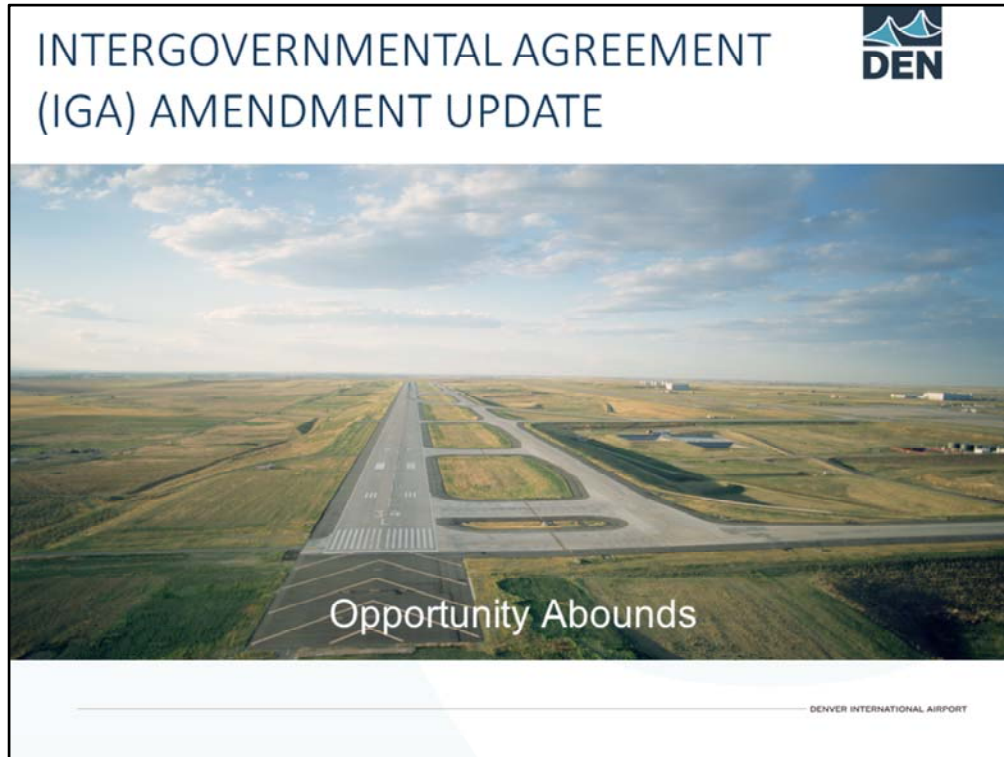 INTERGOVERNMENTAL AGREEMENT
(IGA) AMENDMENT UPDATE
DEN
Opportunity Abounds
DENVER INTERNATIONAL AIRPORT